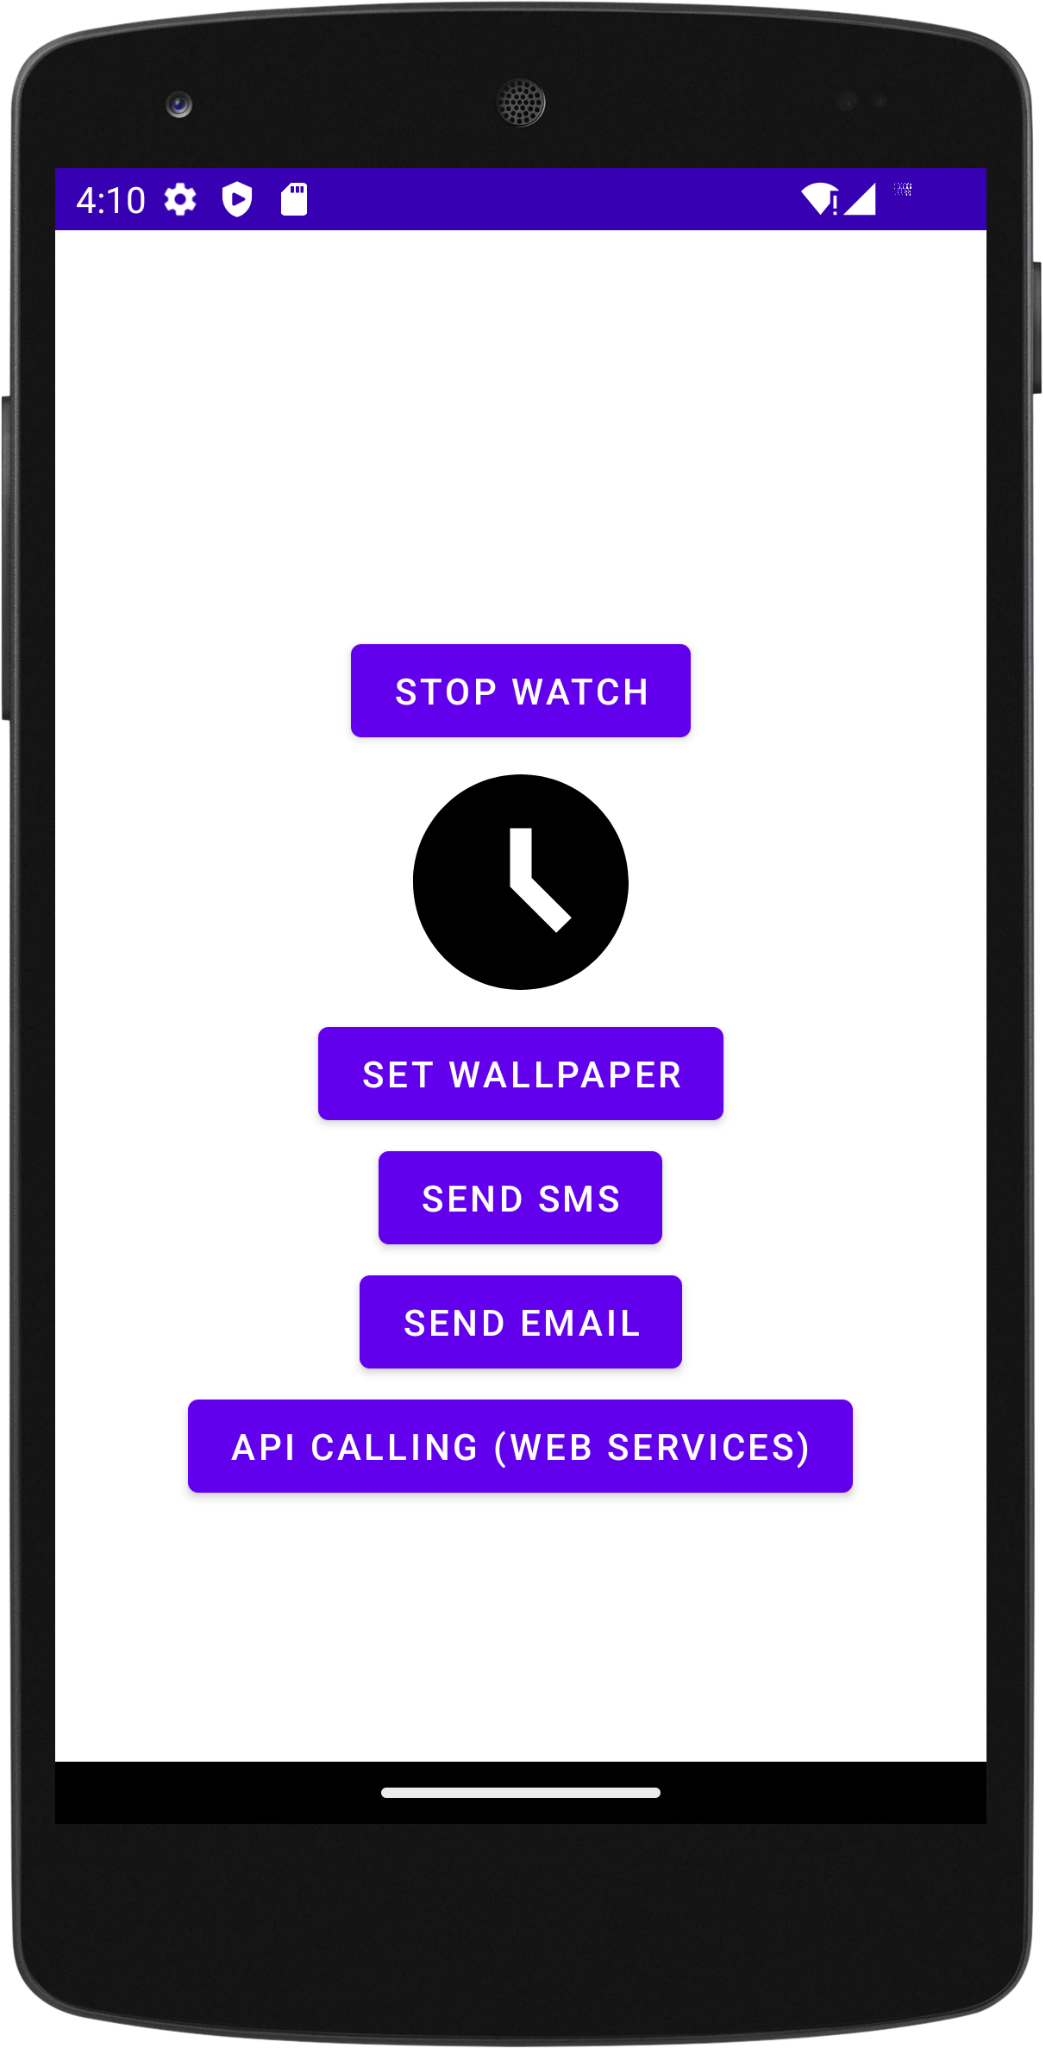 4:10
STOP WATCH
SET WALLPAPER
SEND SMS
SEND EMAIL
API CALLING (WEB SERVICES)